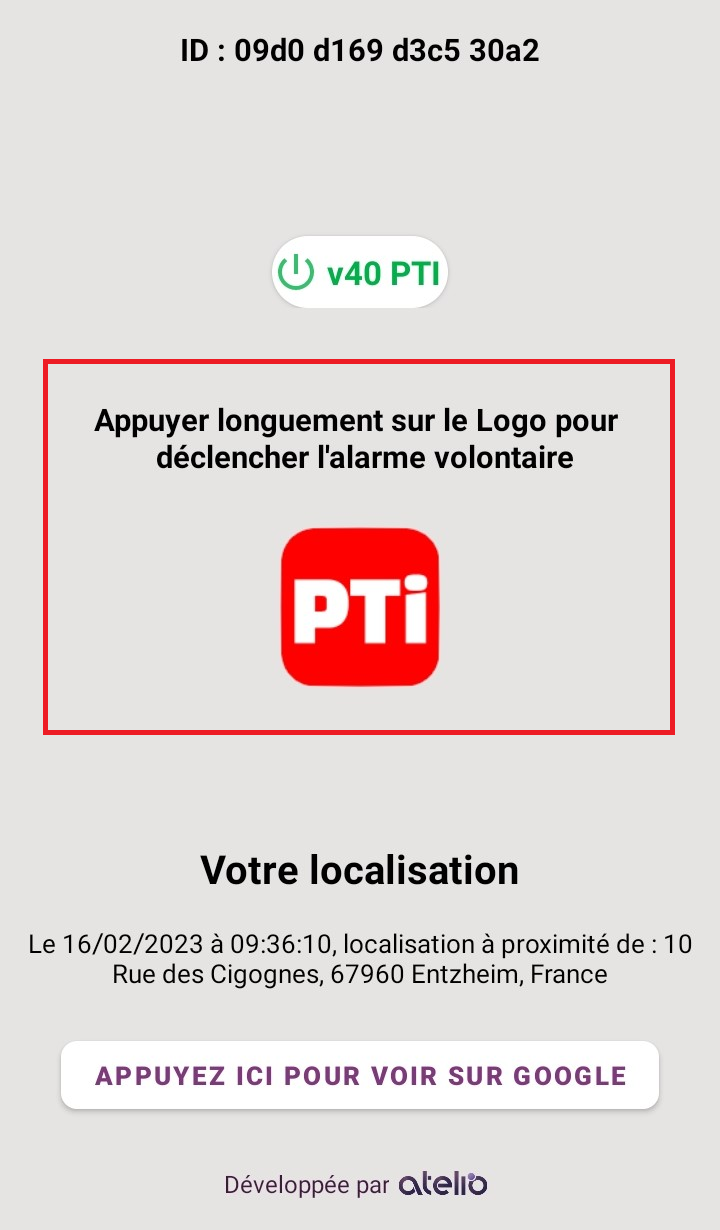 ID : 09d0 d169 d3c5 30a2
v40 PTI
Appuyer longuement sur le Logo pour
déclencher l'alarme volontaire
PTi
Votre localisation
Le 16/02/2023 à 09:36:10, localisation à proximité de : 10
Rue des Cigognes, 67960 Entzheim, France
APPUYEZ ICI POUR VOIR SUR GOOGLE
Développée par atelio